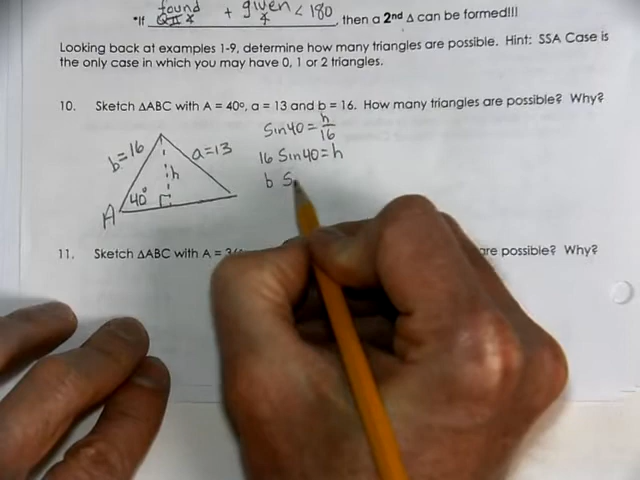 found + given < 180
*If QII ∡ ∡, then a 2nd Δ can be formed!!!
Looking back at examples 1-9, determine how many triangles are possible. Hint: SSA Case is
the only case in which you may have 0, 1 or 2 triangles.
10. Sketch ΔABC with A = 40º, a = 13 and b = 16. How many triangles are possible? Why?
sin40 = h/16
b=16 a=13
16 sin40 = h
h
40° b S
A
11. Sketch ΔABC with A = are possible? Why?